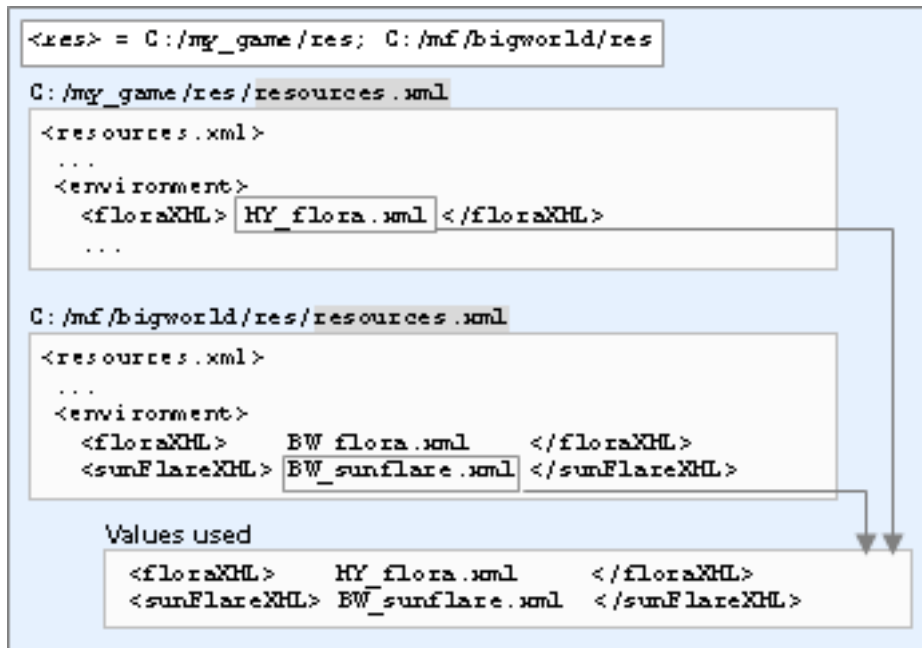 <res> = C:/my_game/res; C:/mf/bigworld/res
C:/my_game/res/resources.xml
<resources.xml>
...
<environment>
<floraXML> MY_flora.xml </floraXML>
...
C:/mf/bigworld/res/resources.xml
<resources.xml>
...
<environment>
<floraXML> BW_flora.xml </floraXML>
<sunFlareXML> BW_sunflare.xml </sunFlareXML>
Values used
<floraXML> MY_flora.xml </floraXML>
<sunFlareXML> BW_sunflare.xml </sunFlareXML>